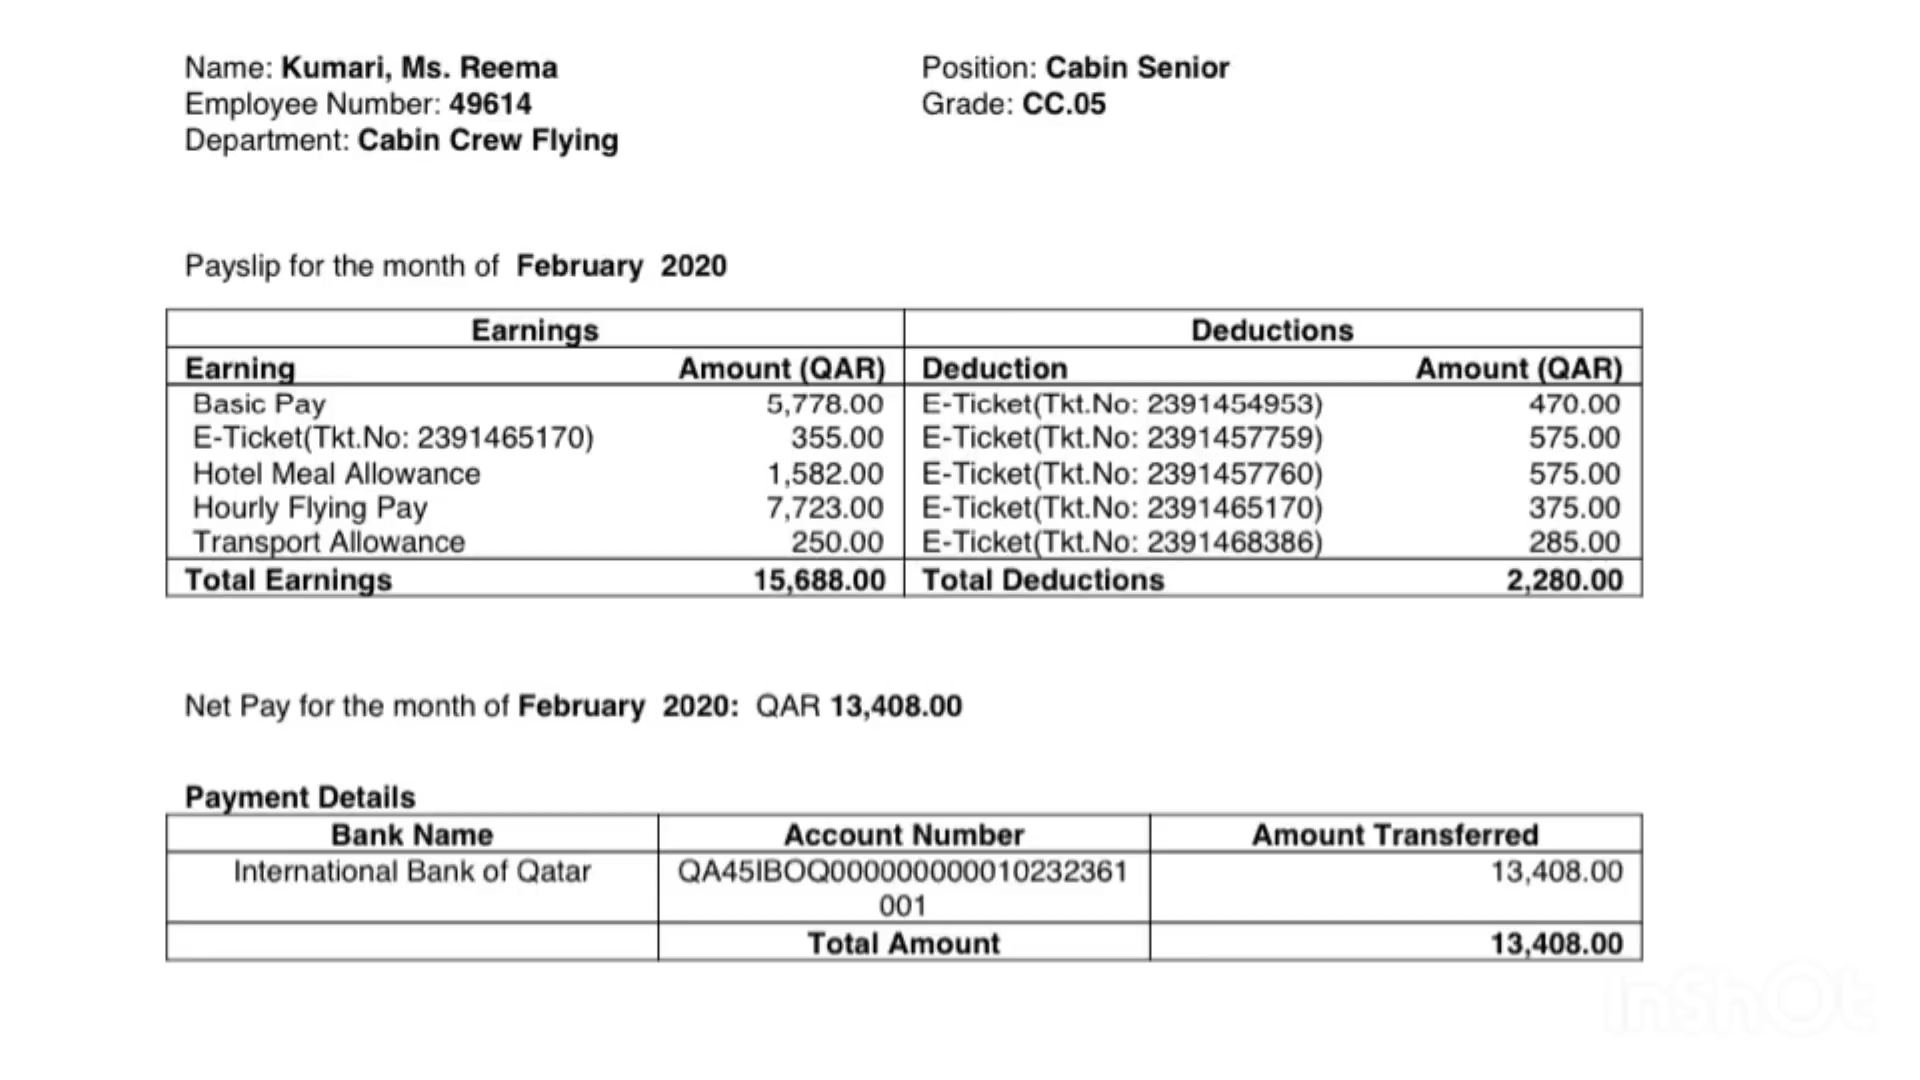 Name: Kumari, Ms. Reema Position: Cabin Senior
Employee Number: 49614 Grade: CC.05
Department: Cabin Crew Flying
Payslip for the month of February 2020
Earnings Deductions
Earning Amount (QAR) Deduction Amount (QAR)
Basic Pay 5,778.00 E-Ticket(Tkt.No: 2391454953) 470.00
E-Ticket(Tkt.No: 2391465170) 355.00 E-Ticket(Tkt.No: 2391457759) 575.00
Hotel Meal Allowance 1,582.00 E-Ticket(Tkt.No: 2391457760) 575.00
Hourly Flying Pay 7,723.00 E-Ticket(Tkt.No: 2391465170) 375.00
Transport Allowance 250.00 E-Ticket(Tkt.No: 2391468386) 285.00
Total Earnings 15,688.00 Total Deductions 2,280.00
Net Pay for the month of February 2020: QAR 13,408.00
Payment Details
Bank Name Account Number Amount Transferred
International Bank of Qatar QA45IBOQ000000000010232361 13,408.00
001
Total Amount 13,408.00
InShOt